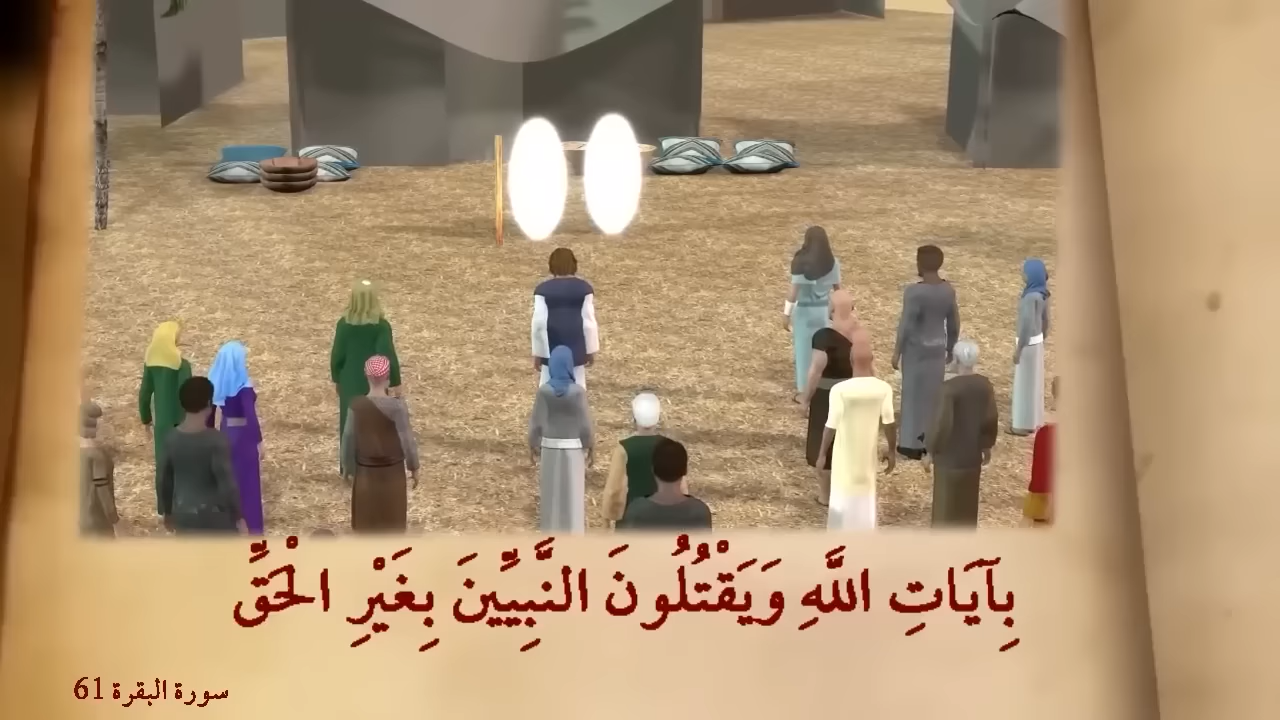 بِآيَاتِ اللَّهِ وَيَقْتُلُونَ النَّبِيِّينَ بِغَيْرِ الْحَقِّ
سورة البقرة 61